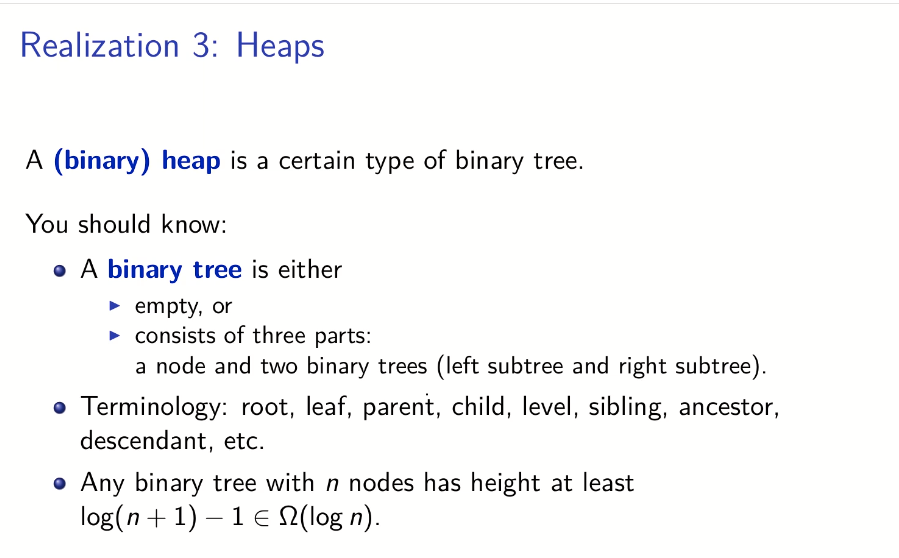 Realization 3: Heaps
A (binary) heap is a certain type of binary tree.
You should know:
A binary tree is either
empty, or
consists of three parts:
a node and two binary trees (left subtree and right subtree).
Terminology: root, leaf, parent, child, level, sibling, ancestor,
descendant, etc.
Any binary tree with n nodes has height at least
log(n + 1) − 1 ∈ Ω(log n).